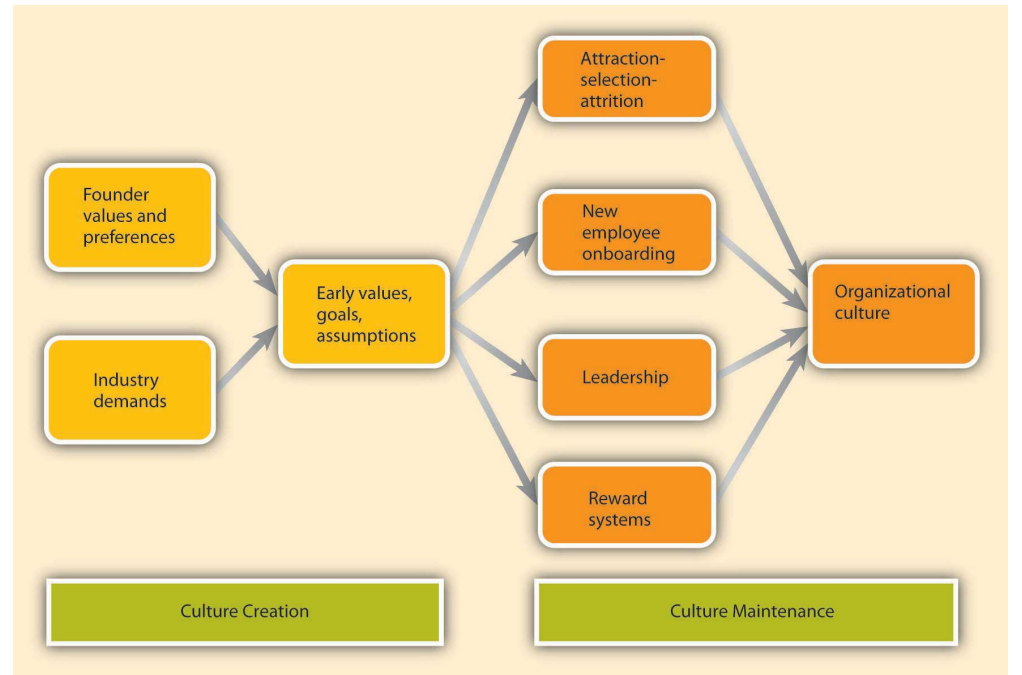 Founder
values and
preferences
Industry
demands
Early values,
goals,
assumptions
Attraction-
selection-
attrition
New
employee
onboarding
Leadership
Reward
systems
Organizational
culture
Culture Creation
Culture Maintenance